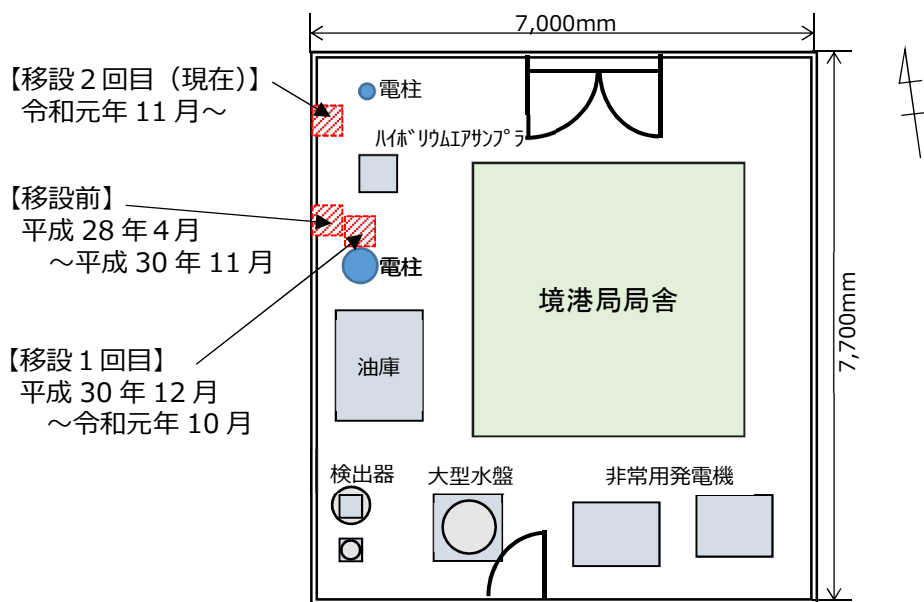 7,000mm
【移設２回目（現在）】
令和元年 11 月～
電柱
ﾊｲﾎﾞﾘｳﾑｴｱｻﾝﾌﾟﾗ
【移設前】
平成 28 年４月
～平成 30 年 11 月
電柱
境港局局舎
7,700mm
【移設１回目】
平成 30 年 12 月
～令和元年 10 月
油庫
検出器
大型水盤
非常用発電機